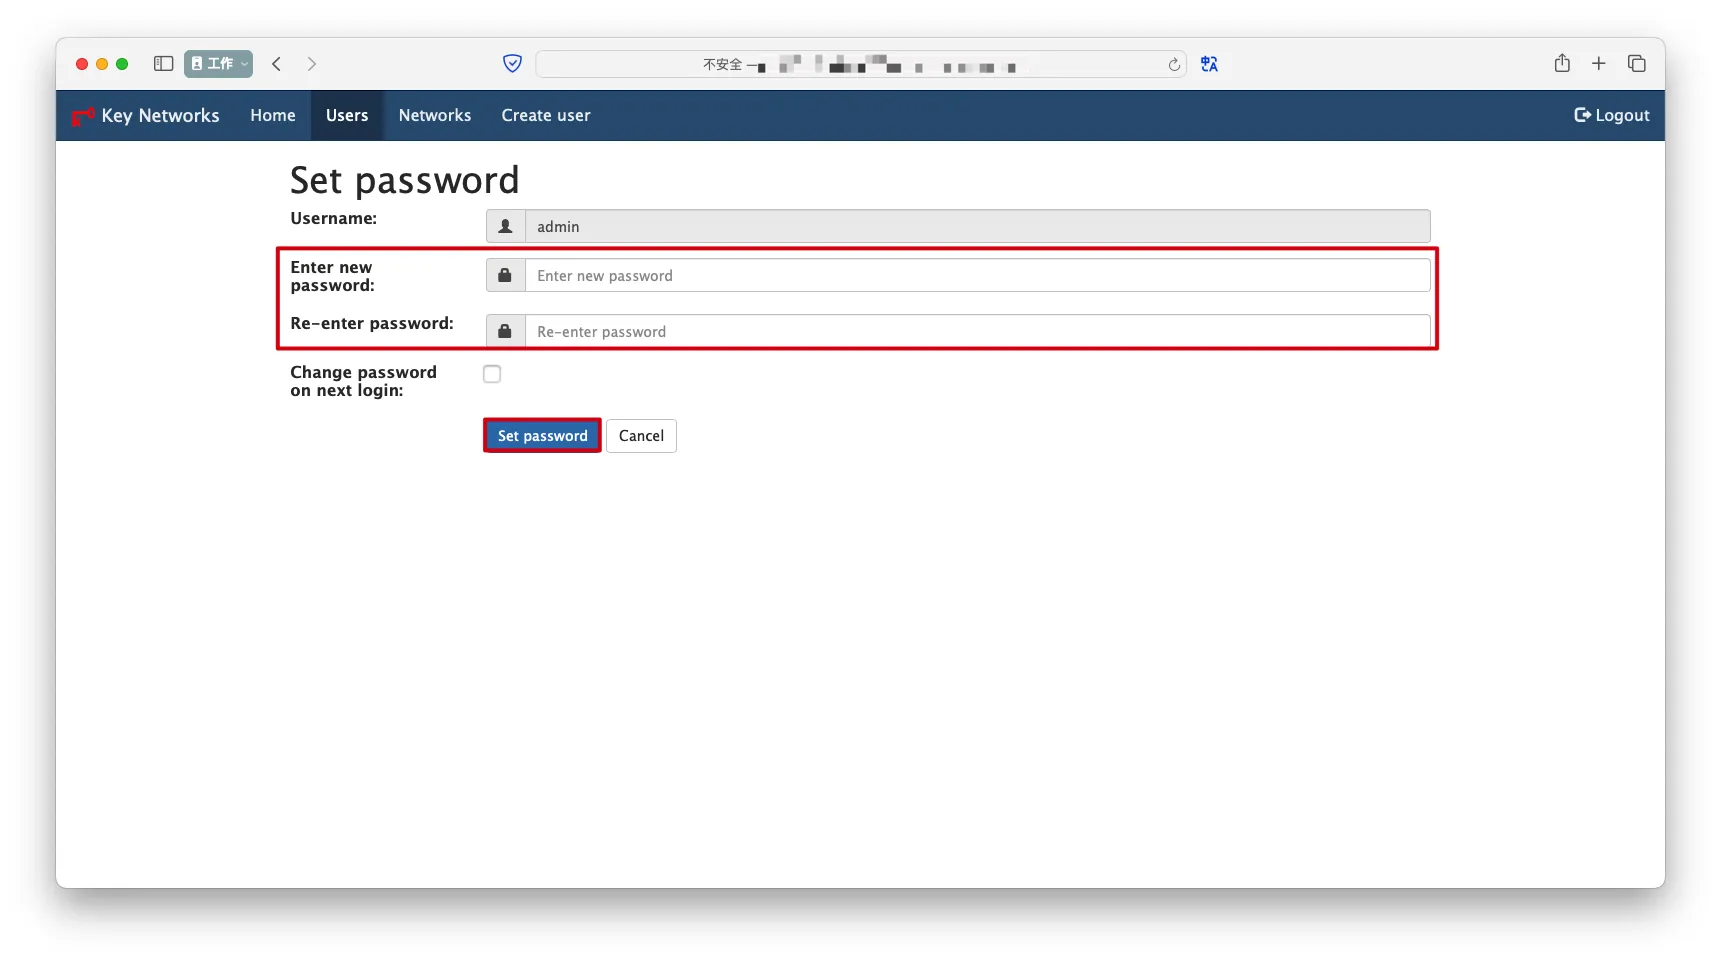 工作
不安全 —
Key Networks Home Users Networks Create user Logout
Set password
Username: admin
Enter new
password: Enter new password
Re-enter password: Re-enter password
Change password
on next login:
Set password Cancel